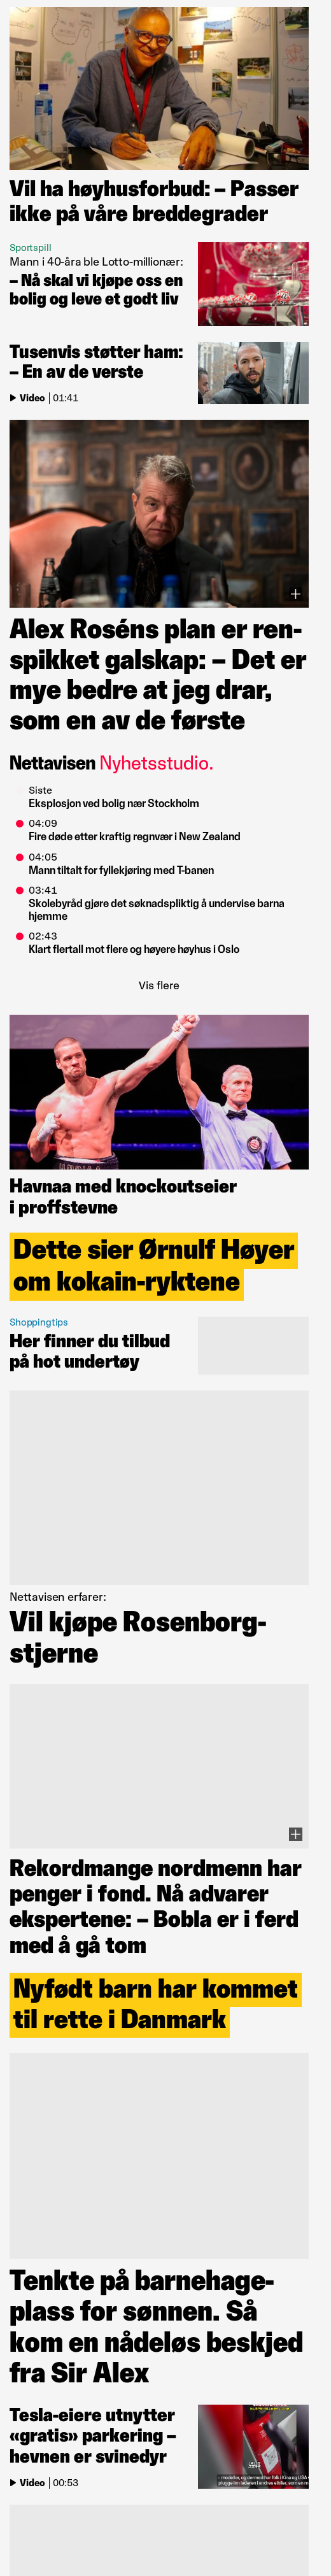 Vil ha høyhusforbud: – Passer
ikke på våre breddegrader
Sportspill
Mann i 40-åra ble Lotto-millionær:
– Nå skal vi kjøpe oss en
bolig og leve et godt liv
Tusenvis støtter ham:
– En av de verste
Video | 01:41
Alex Roséns plan er ren-
spikket galskap: – Det er
mye bedre at jeg drar,
som en av de første
Nettavisen Nyhetsstudio.
Siste
Eksplosjon ved bolig nær Stockholm
04:09
Fire døde etter kraftig regnvær i New Zealand
04:05
Mann tiltalt for fyllekjøring med T-banen
03:41
Skolebyråd gjøre det søknadspliktig å undervise barna
hjemme
02:43
Klart flertall mot flere og høyere høyhus i Oslo
Vis flere
Havnaa med knockoutseier
i proffstevne
Dette sier Ørnulf Høyer
om kokain-ryktene
Shoppingtips
Her finner du tilbud
på hot undertøy
Nettavisen erfarer:
Vil kjøpe Rosenborg-
stjerne
Rekordmange nordmenn har
penger i fond. Nå advarer
ekspertene: – Bobla er i ferd
med å gå tom
Nyfødt barn har kommet
til rette i Danmark
Tenkte på barnehage-
plass for sønnen. Så
kom en nådeløs beskjed
fra Sir Alex
Tesla-eiere utnytter
«gratis» parkering –
hevnen er svinedyr
Video | 00:53